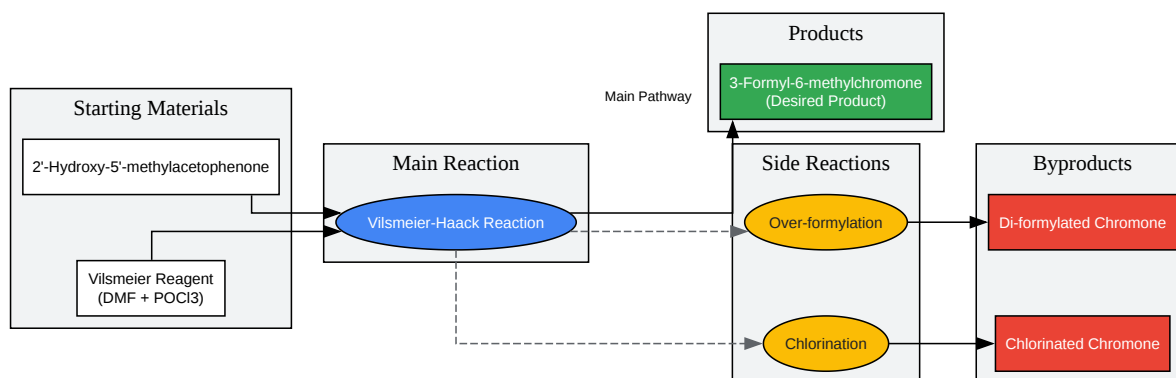 Products
3-Formyl-6-methylchromone
(Desired Product)
Main Pathway
Starting Materials
2'-Hydroxy-5'-methylacetophenone
Vilsmeier Reagent
(DMF + POCl3)
Main Reaction
Vilsmeier-Haack Reaction
Side Reactions
Over-formylation
Chlorination
Byproducts
Di-formylated Chromone
Chlorinated Chromone